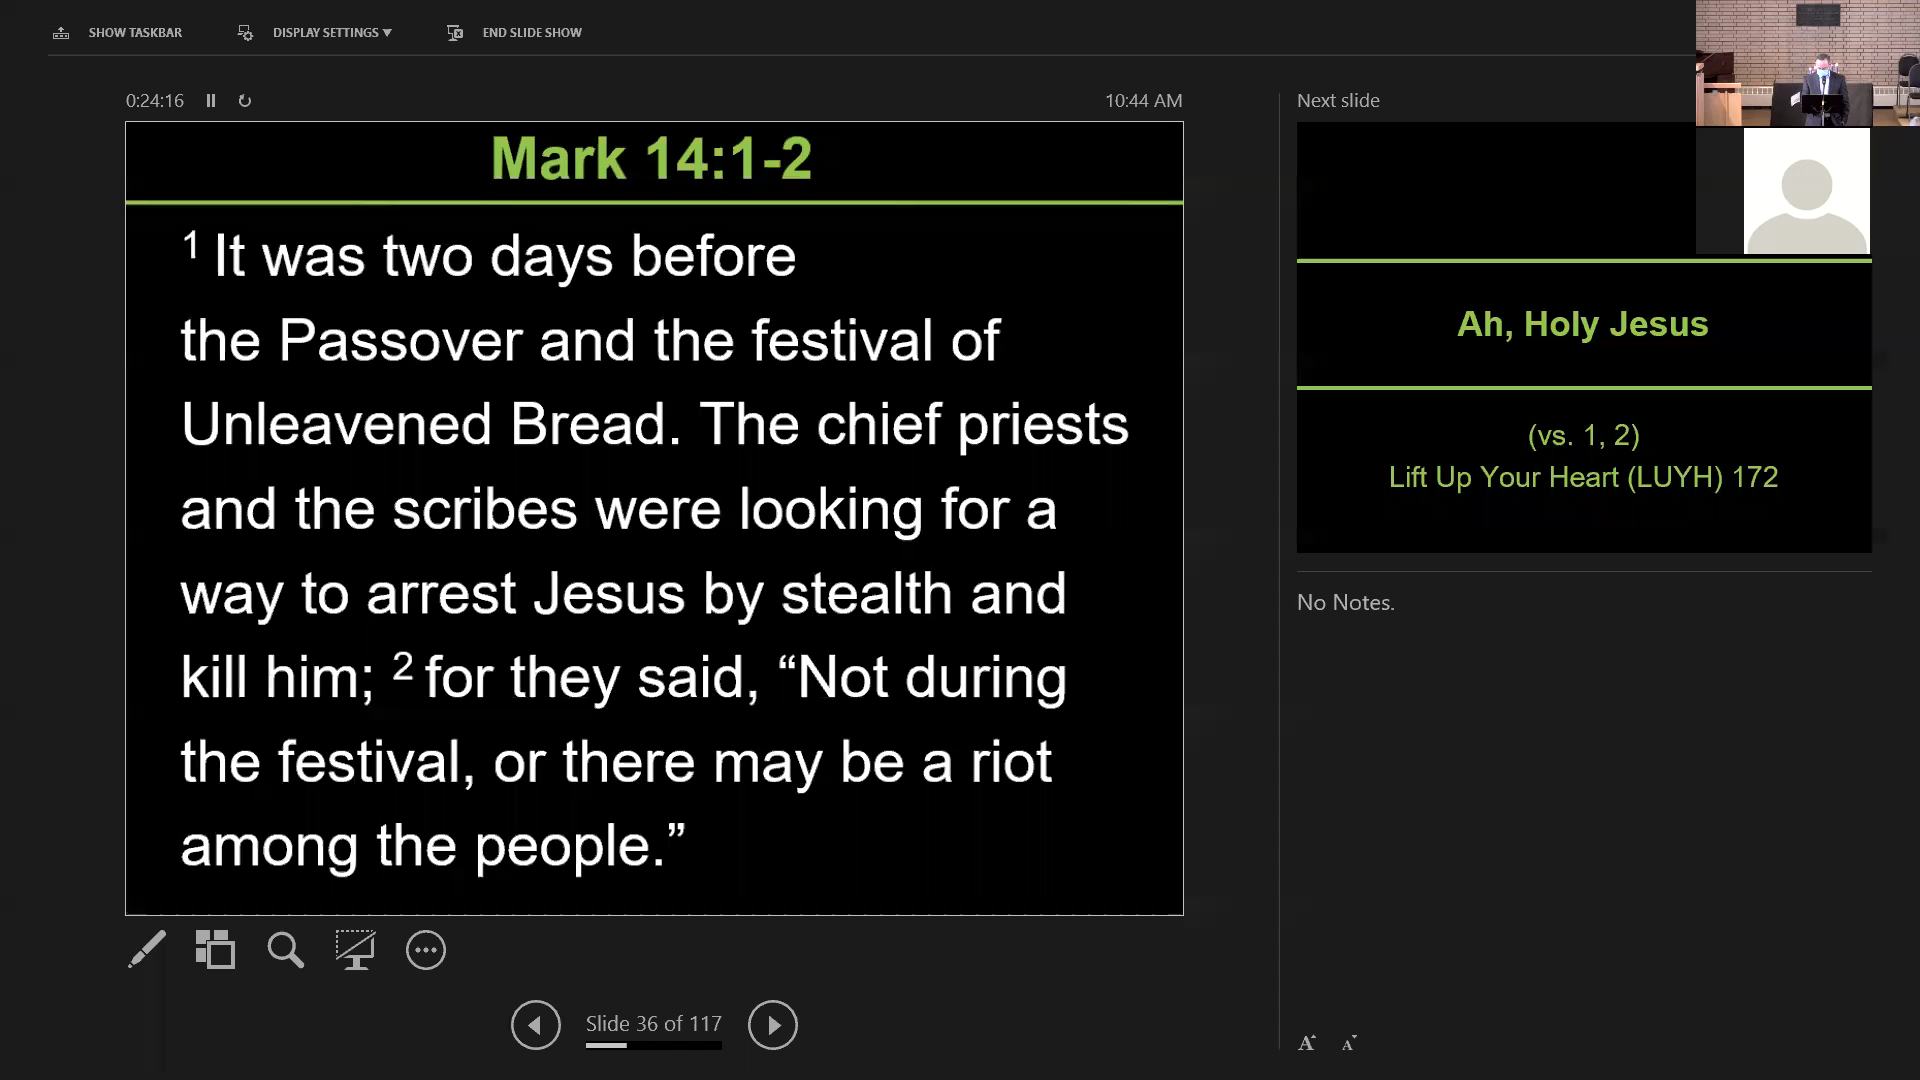 SHOW TASKBAR
DISPLAY SETTINGS ▼
END SLIDE SHOW
0:24:16
10:44 AM
Mark 14:1-2
1 It was two days before
the Passover and the festival of
Unleavened Bread. The chief priests
and the scribes were looking for a
way to arrest Jesus by stealth and
kill him; 2 for they said, “Not during
the festival, or there may be a riot
among the people.”
Slide 36 of 117
Next slide
Ah, Holy Jesus
(vs. 1, 2)
Lift Up Your Heart (LUYH) 172
No Notes.
A A